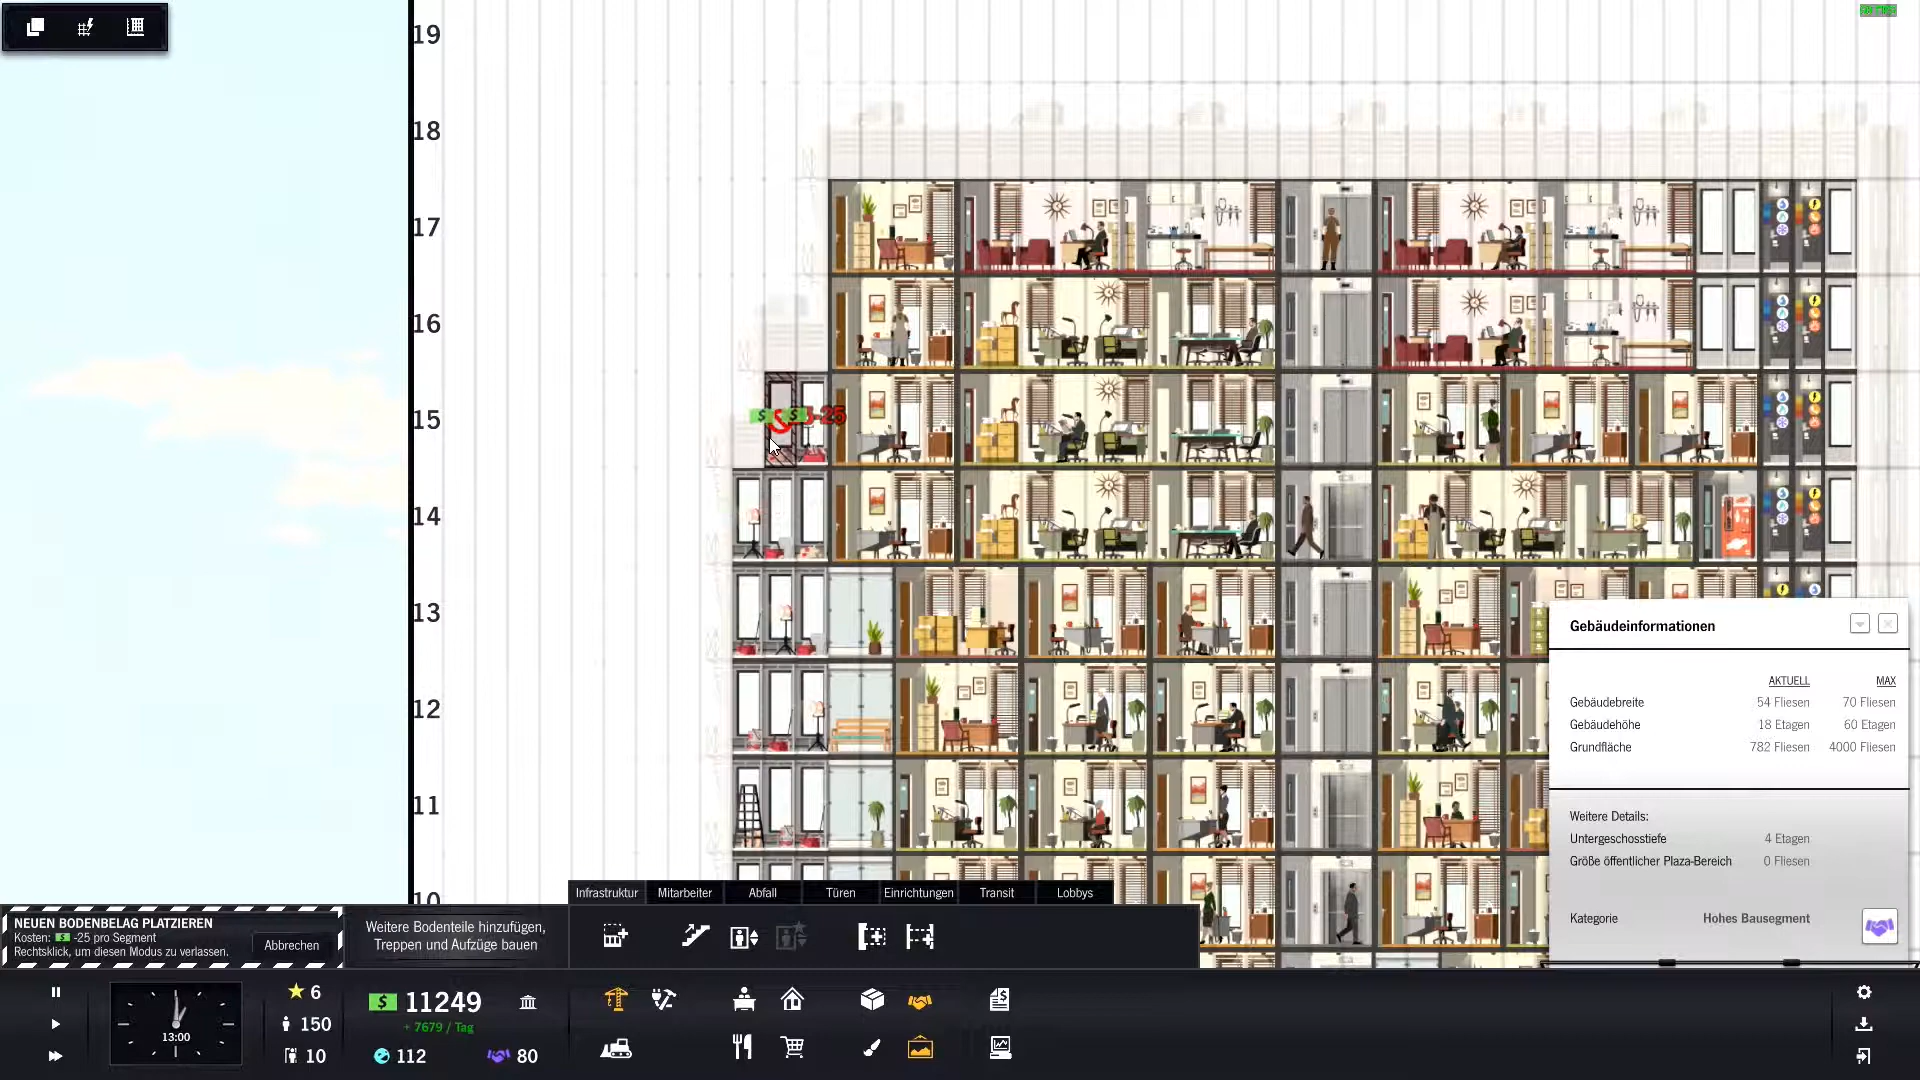 19
18
17
16
15
-25
14
13
12
11
10
Gebäudeinformationen
AKTUELL MAX
Gebäudebreite 54 Fliesen 70 Fliesen
Gebäudehöhe 18 Etagen 60 Etagen
Grundfläche 782 Fliesen 4000 Fliesen
Weitere Details:
Untergeschosstiefe 4 Etagen
Größe öffentlicher Plaza-Bereich 0 Fliesen
Kategorie Hohes Bausegment
Infrastruktur Mitarbeiter Abfall Türen Einrichtungen Transit Lobbys
NEUEN BODENBELAG PLATZIEREN
Kosten: $ -25 pro Segment
Rechtsklick, um diesen Modus zu verlassen.
Abbrechen
Weitere Bodenteile hinzufügen,
Treppen und Aufzüge bauen
13:00
6
150
10
$ 11249
+ 7679 / Tag
112
80